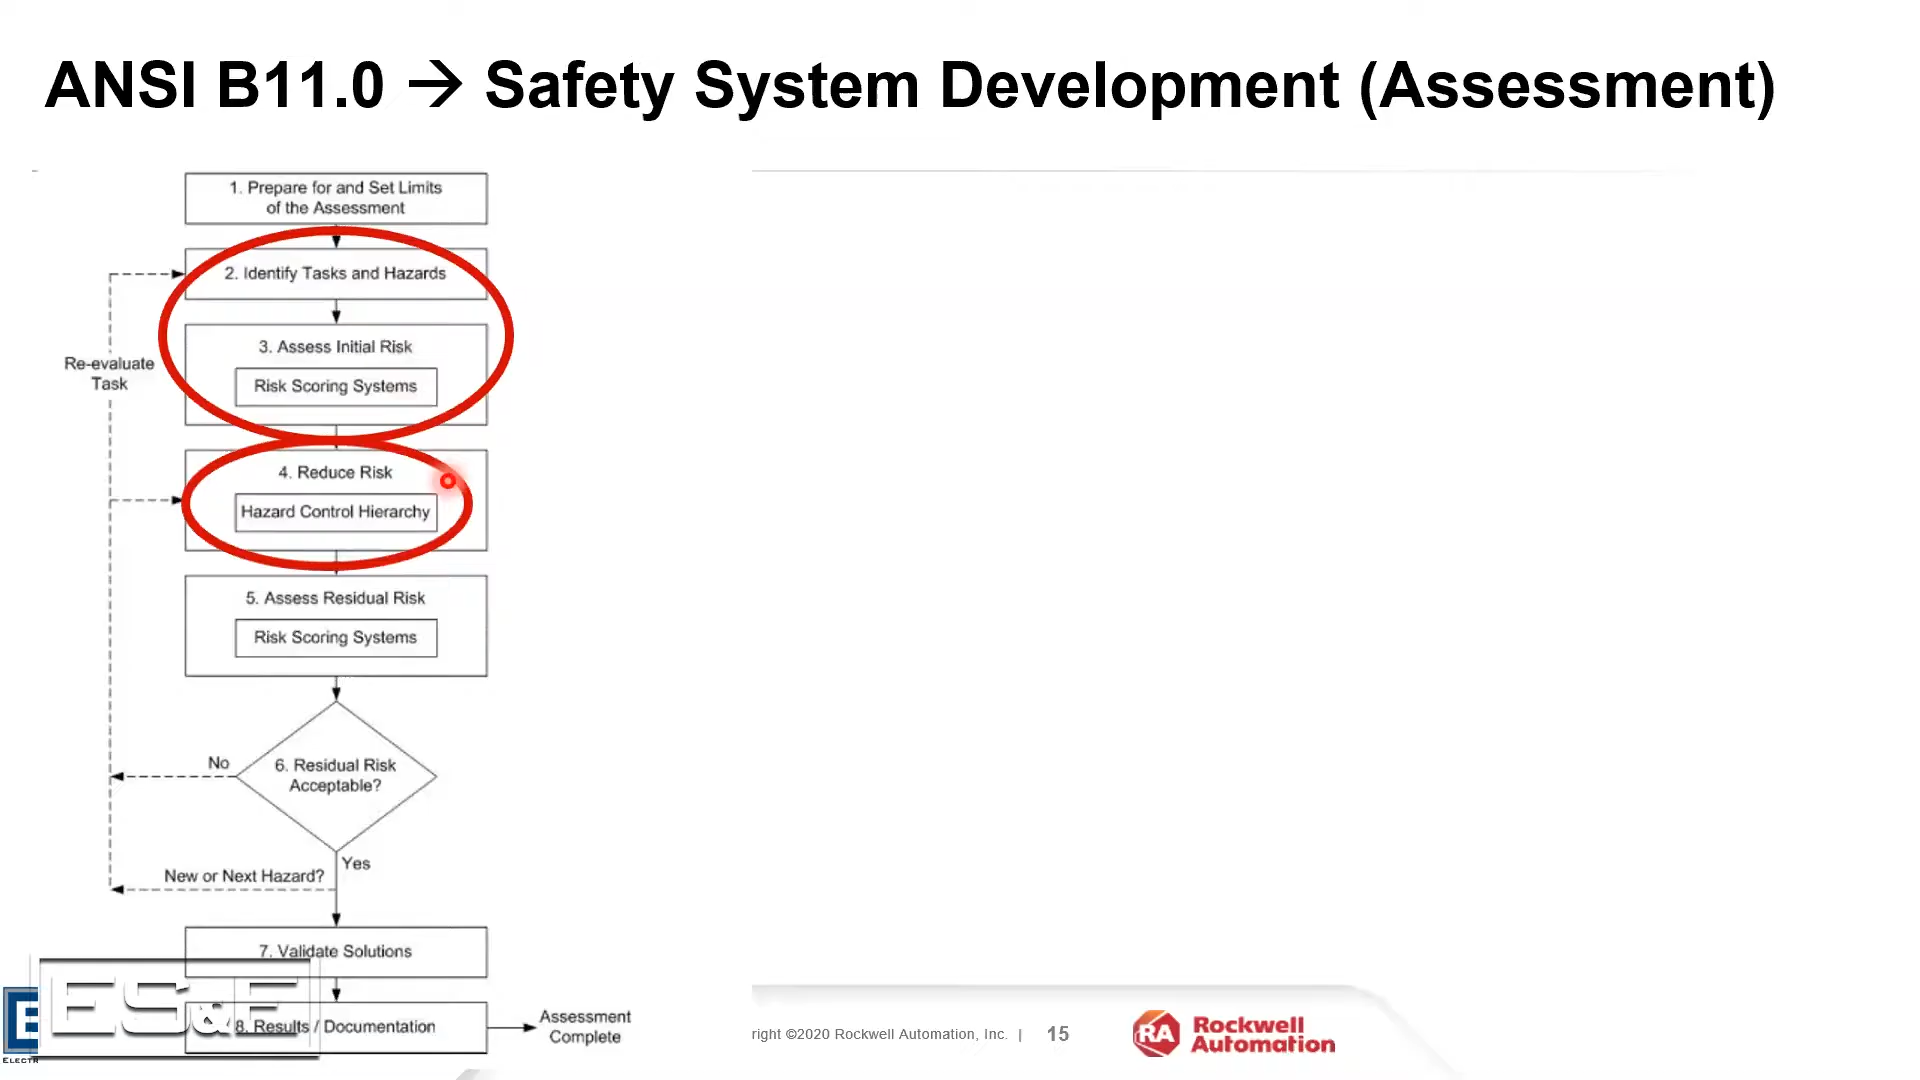 ANSI B11.0 → Safety System Development (Assessment)
1. Prepare for and Set Limits
of the Assessment
2. Identify Tasks and Hazards
3. Assess Initial Risk
Risk Scoring Systems
Re-evaluate
Task
4. Reduce Risk
Hazard Control Hierarchy
5. Assess Residual Risk
Risk Scoring Systems
No
6. Residual Risk
Acceptable?
Yes
New or Next Hazard?
7. Validate Solutions
8. Results / Documentation
Assessment
Complete
ES&E
right ©2020 Rockwell Automation, Inc. |
15
RA
Rockwell
Automation